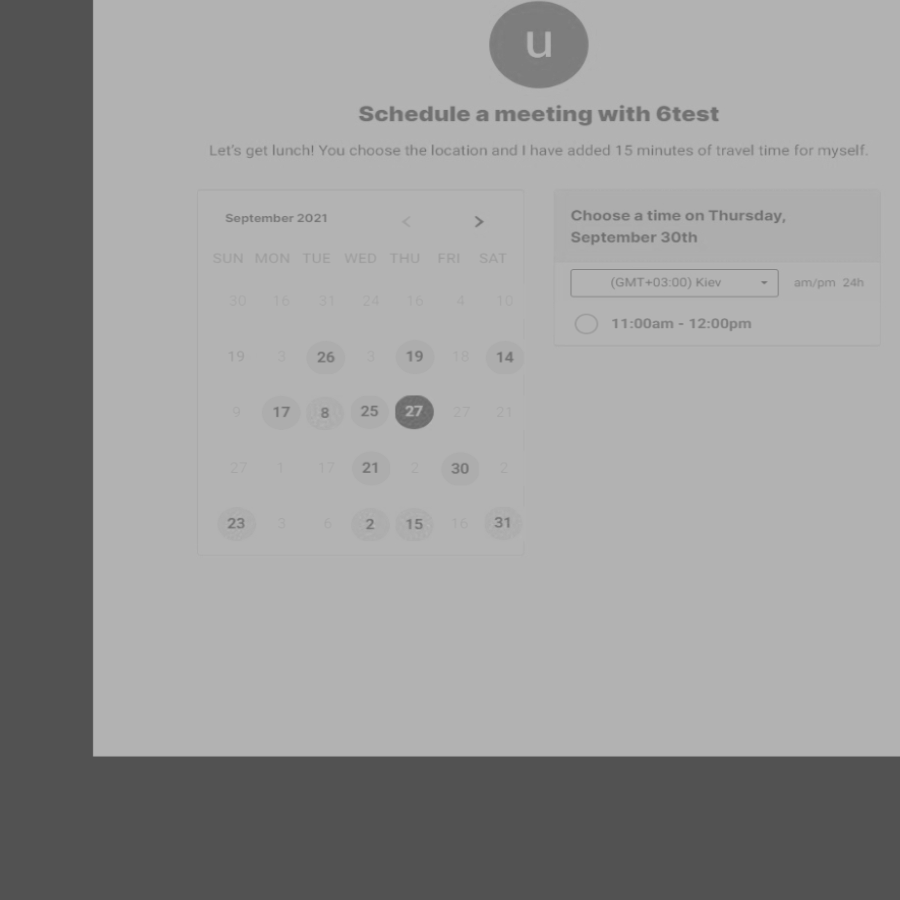 u
Schedule a meeting with 6test
Let's get lunch! You choose the location and I have added 15 minutes of travel time for myself.
September 2021 < >
SUN MON TUE WED THU FRI SAT
30 16 31 24 16 4 10
19 3 26 3 19 18 14
9 17 8 25 27 27 21
27 1 17 21 2 30 2
23 3 6 2 15 16 31
Choose a time on Thursday,
September 30th
(GMT+03:00) Kiev am/pm 24h
11:00am - 12:00pm